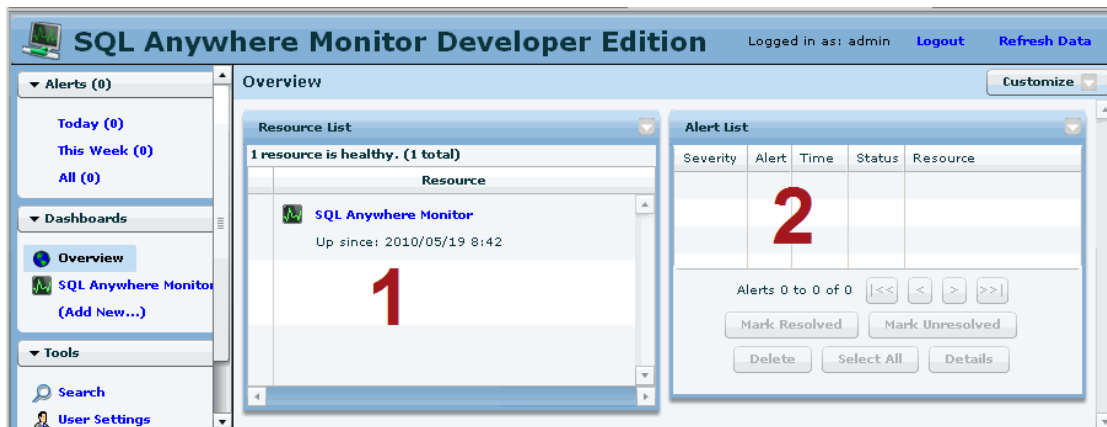 SQL Anywhere Monitor Developer Edition
Logged in as: admin
Logout
Refresh Data
Alerts (0)
Today (0)
This Week (0)
All (0)
Dashboards
Overview
SQL Anywhere Monitor
(Add New...)
Tools
Search
User Settings
Overview
Customize
Resource List
1 resource is healthy. (1 total)
Resource
SQL Anywhere Monitor
Up since: 2010/05/19 8:42
1
Alert List
Severity Alert Time Status Resource
2
Alerts 0 to 0 of 0 |<< < > >>|
Mark Resolved Mark Unresolved
Delete Select All Details